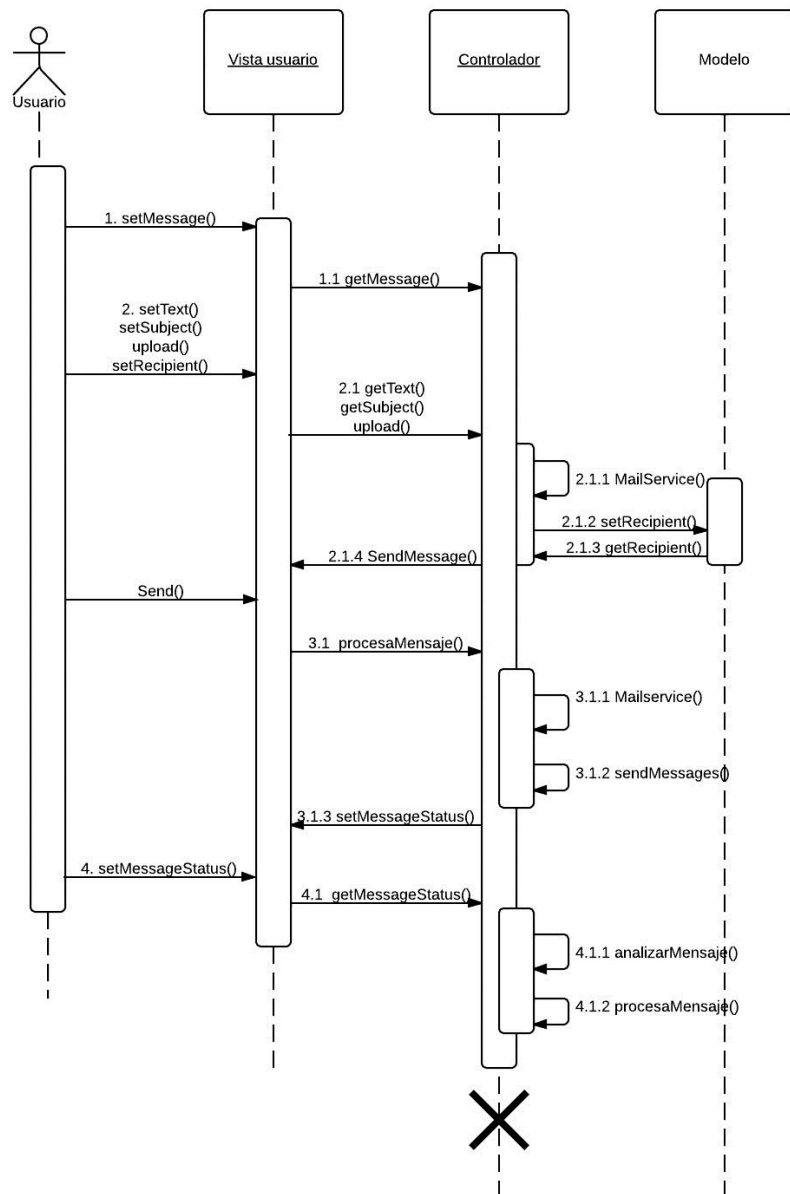 Usuario
Vista usuario
Controlador
Modelo
1. setMessage()
1.1 getMessage()
2. setText()
setSubject()
upload()
setRecipient()
2.1 getText()
getSubject()
upload()
2.1.1 MailService()
2.1.2 setRecipient()
2.1.3 getRecipient()
2.1.4 SendMessage()
Send()
3.1 procesaMensaje()
3.1.1 Mailservice()
3.1.2 sendMessages()
3.1.3 setMessageStatus()
4. setMessageStatus()
4.1 getMessageStatus()
4.1.1 analizarMensaje()
4.1.2 procesaMensaje()